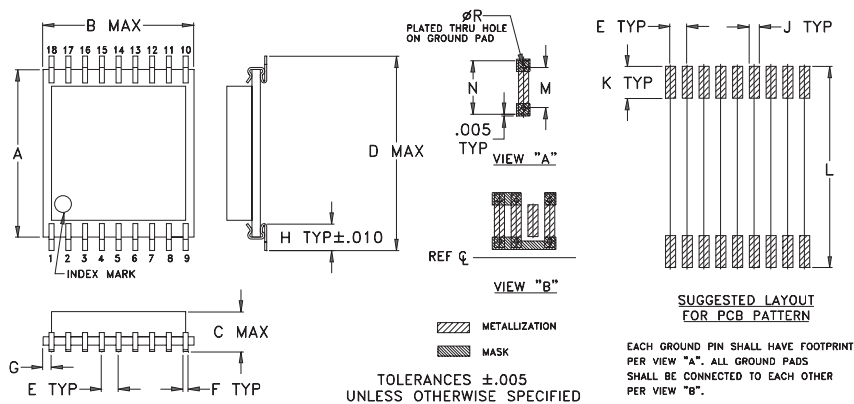 B MAX
18 17 16 15 14 13 12 11 10
A
1 2 3 4 5 6 7 8 9
INDEX MARK
D MAX
H TYP±.010
C MAX
G
E TYP
F TYP
øR
PLATED THRU HOLE
ON GROUND PAD
N
M
.005
TYP
VIEW "A"
REF ℄
VIEW "B"
METALLIZATION
MASK
TOLERANCES ±.005
UNLESS OTHERWISE SPECIFIED
E TYP
J TYP
K TYP
L
SUGGESTED LAYOUT
FOR PCB PATTERN
EACH GROUND PIN SHALL HAVE FOOTPRINT
PER VIEW "A". ALL GROUND PADS
SHALL BE CONNECTED TO EACH OTHER
PER VIEW "B".